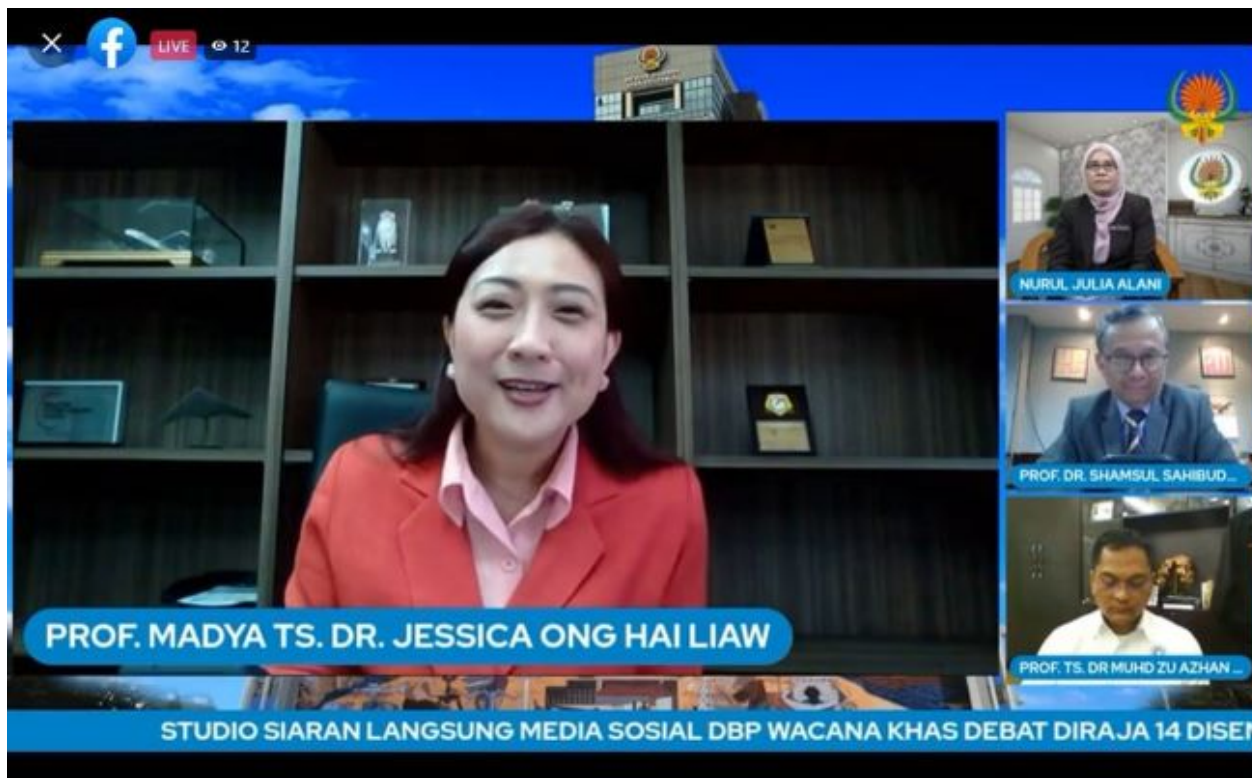 LIVE 12
NURUL JULIA ALANI
PROF. DR. SHAMSUL SAHIBUD...
PROF. MADYA TS. DR. JESSICA ONG HAI LIAW
PROF. TS. DR MUHD ZU AZHAN ...
STUDIO SIARAN LANGSUNG MEDIA SOSIAL DBP WACANA KHAS DEBAT DIRAJA 14 DISE